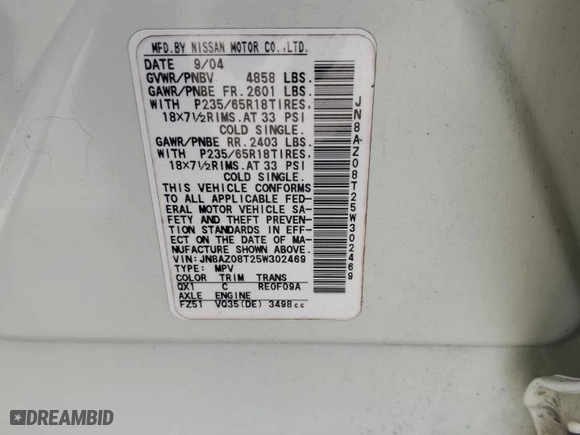 MFD.BY NISSAN MOTOR CO.,LTD.
DATE 9/04
GVWR/PNBV 4858 LBS.
GAWR/PNBE FR. 2601 LBS.
WITH P235/65R18TIRES,
18X7½RIMS.AT 33 PSI
COLD SINGLE.
GAWR/PNBE RR. 2403 LBS.
WITH P235/65R18TIRES,
18X7½RIMS.AT 33 PSI
COLD SINGLE.
THIS VEHICLE CONFORMS
TO ALL APPLICABLE FED-
ERAL MOTOR VEHICLE SA-
FETY AND THEFT PREVEN-
TION STANDARDS IN EFF-
ECT ON THE DATE OF MA-
NUFACTURE SHOWN ABOVE.
VIN:JN8AZ08T25W302469
TYPE: MPV
COLOR TRIM TRANS
QX1 C RE0F09A
AXLE ENGINE
FZ51 VQ35(DE) 3498cc
JN8AZ08T25W302469
DREAMBID